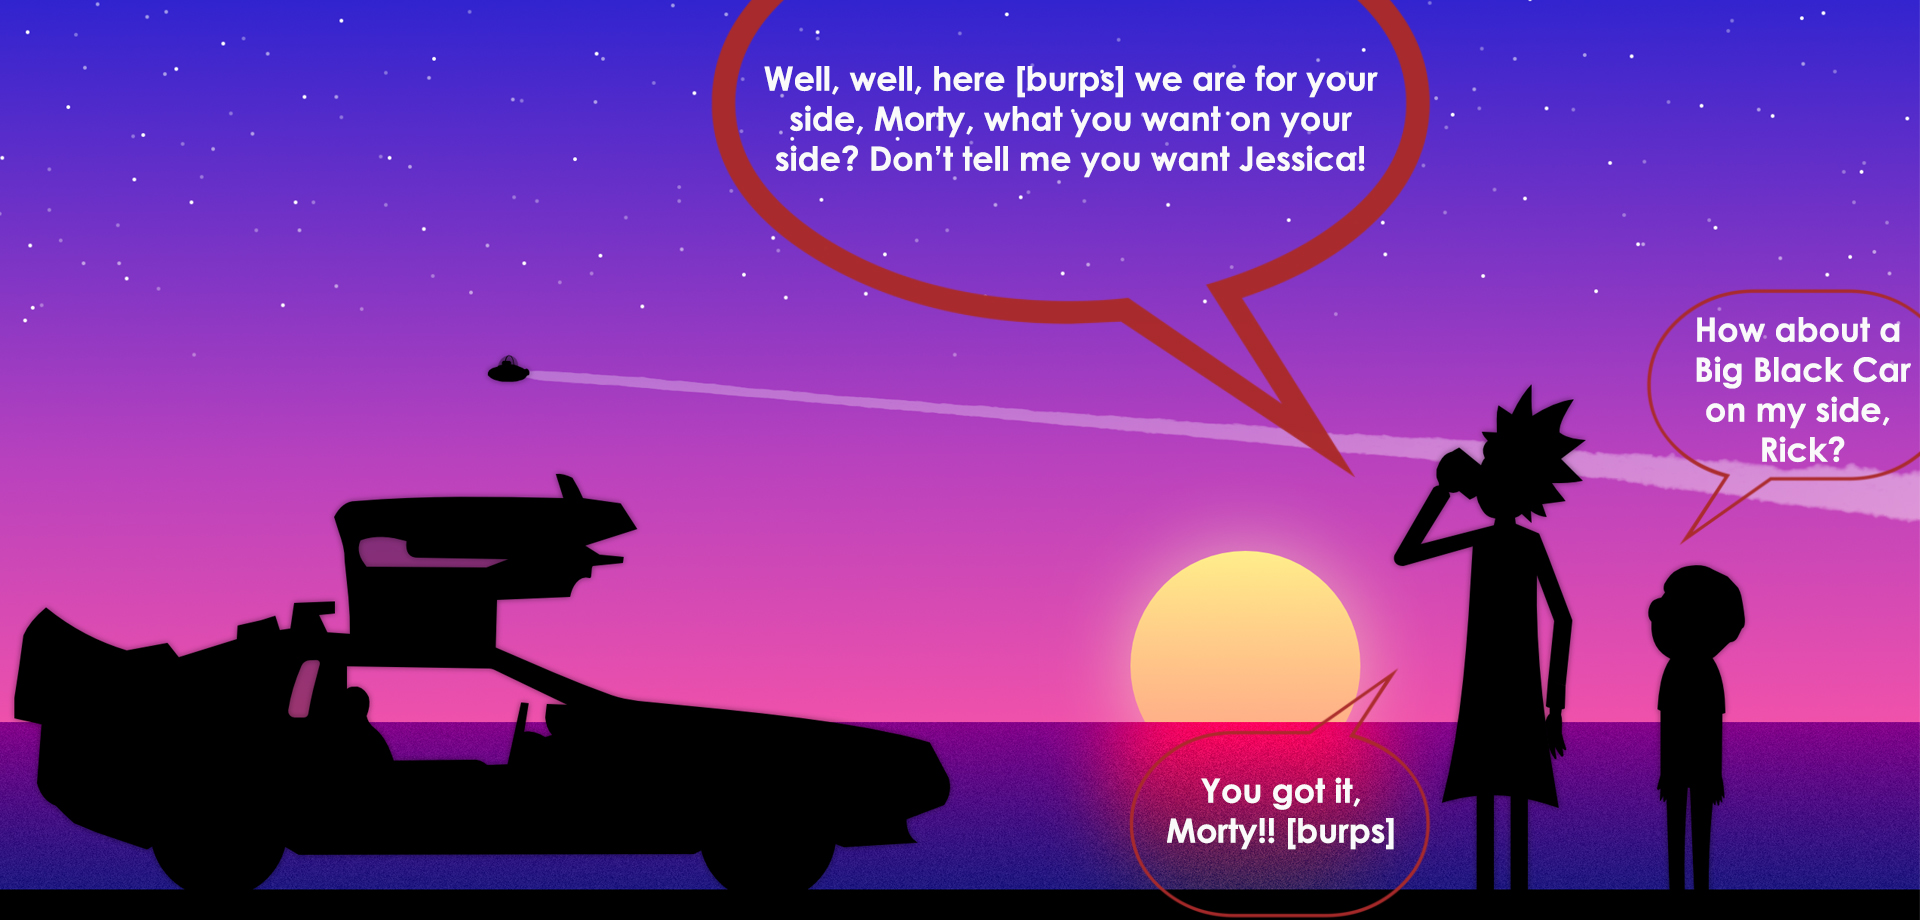 Well, well, here [burps] we are for your
side, Morty, what you want on your
side? Don't tell me you want Jessica!
How about a
Big Black Car
on my side,
Rick?
You got it,
Morty!! [burps]